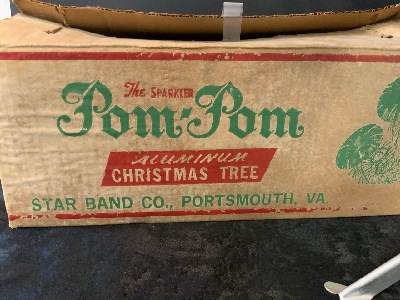 The SPARKLER
Pom-Pom
ALUMINUM
CHRISTMAS TREE
STAR BAND CO., PORTSMOUTH, VA.